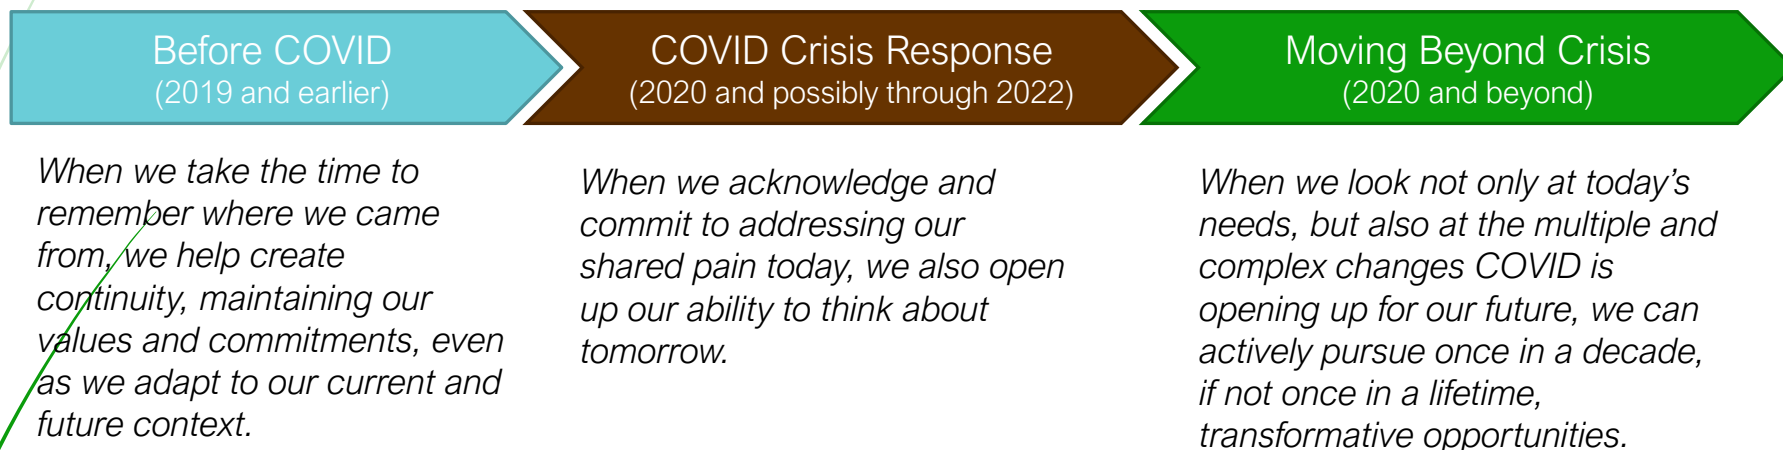 Before COVID
(2019 and earlier)
When we take the time to
remember where we came
from, we help create
continuity, maintaining our
values and commitments, even
as we adapt to our current and
future context.
COVID Crisis Response
(2020 and possibly through 2022)
When we acknowledge and
commit to addressing our
shared pain today, we also open
up our ability to think about
tomorrow.
Moving Beyond Crisis
(2020 and beyond)
When we look not only at today’s
needs, but also at the multiple and
complex changes COVID is
opening up for our future, we can
actively pursue once in a decade,
if not once in a lifetime,
transformative opportunities.